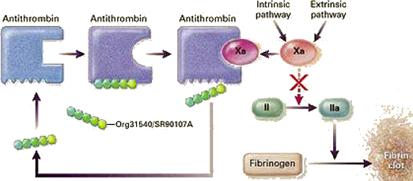 Antithrombin
Antithrombin
Antithrombin
Intrinsic
pathway
Extrinsic
pathway
Xa
Xa
X
II
IIa
Org31540/SR90107A
Fibrinogen
Fibrin
clot